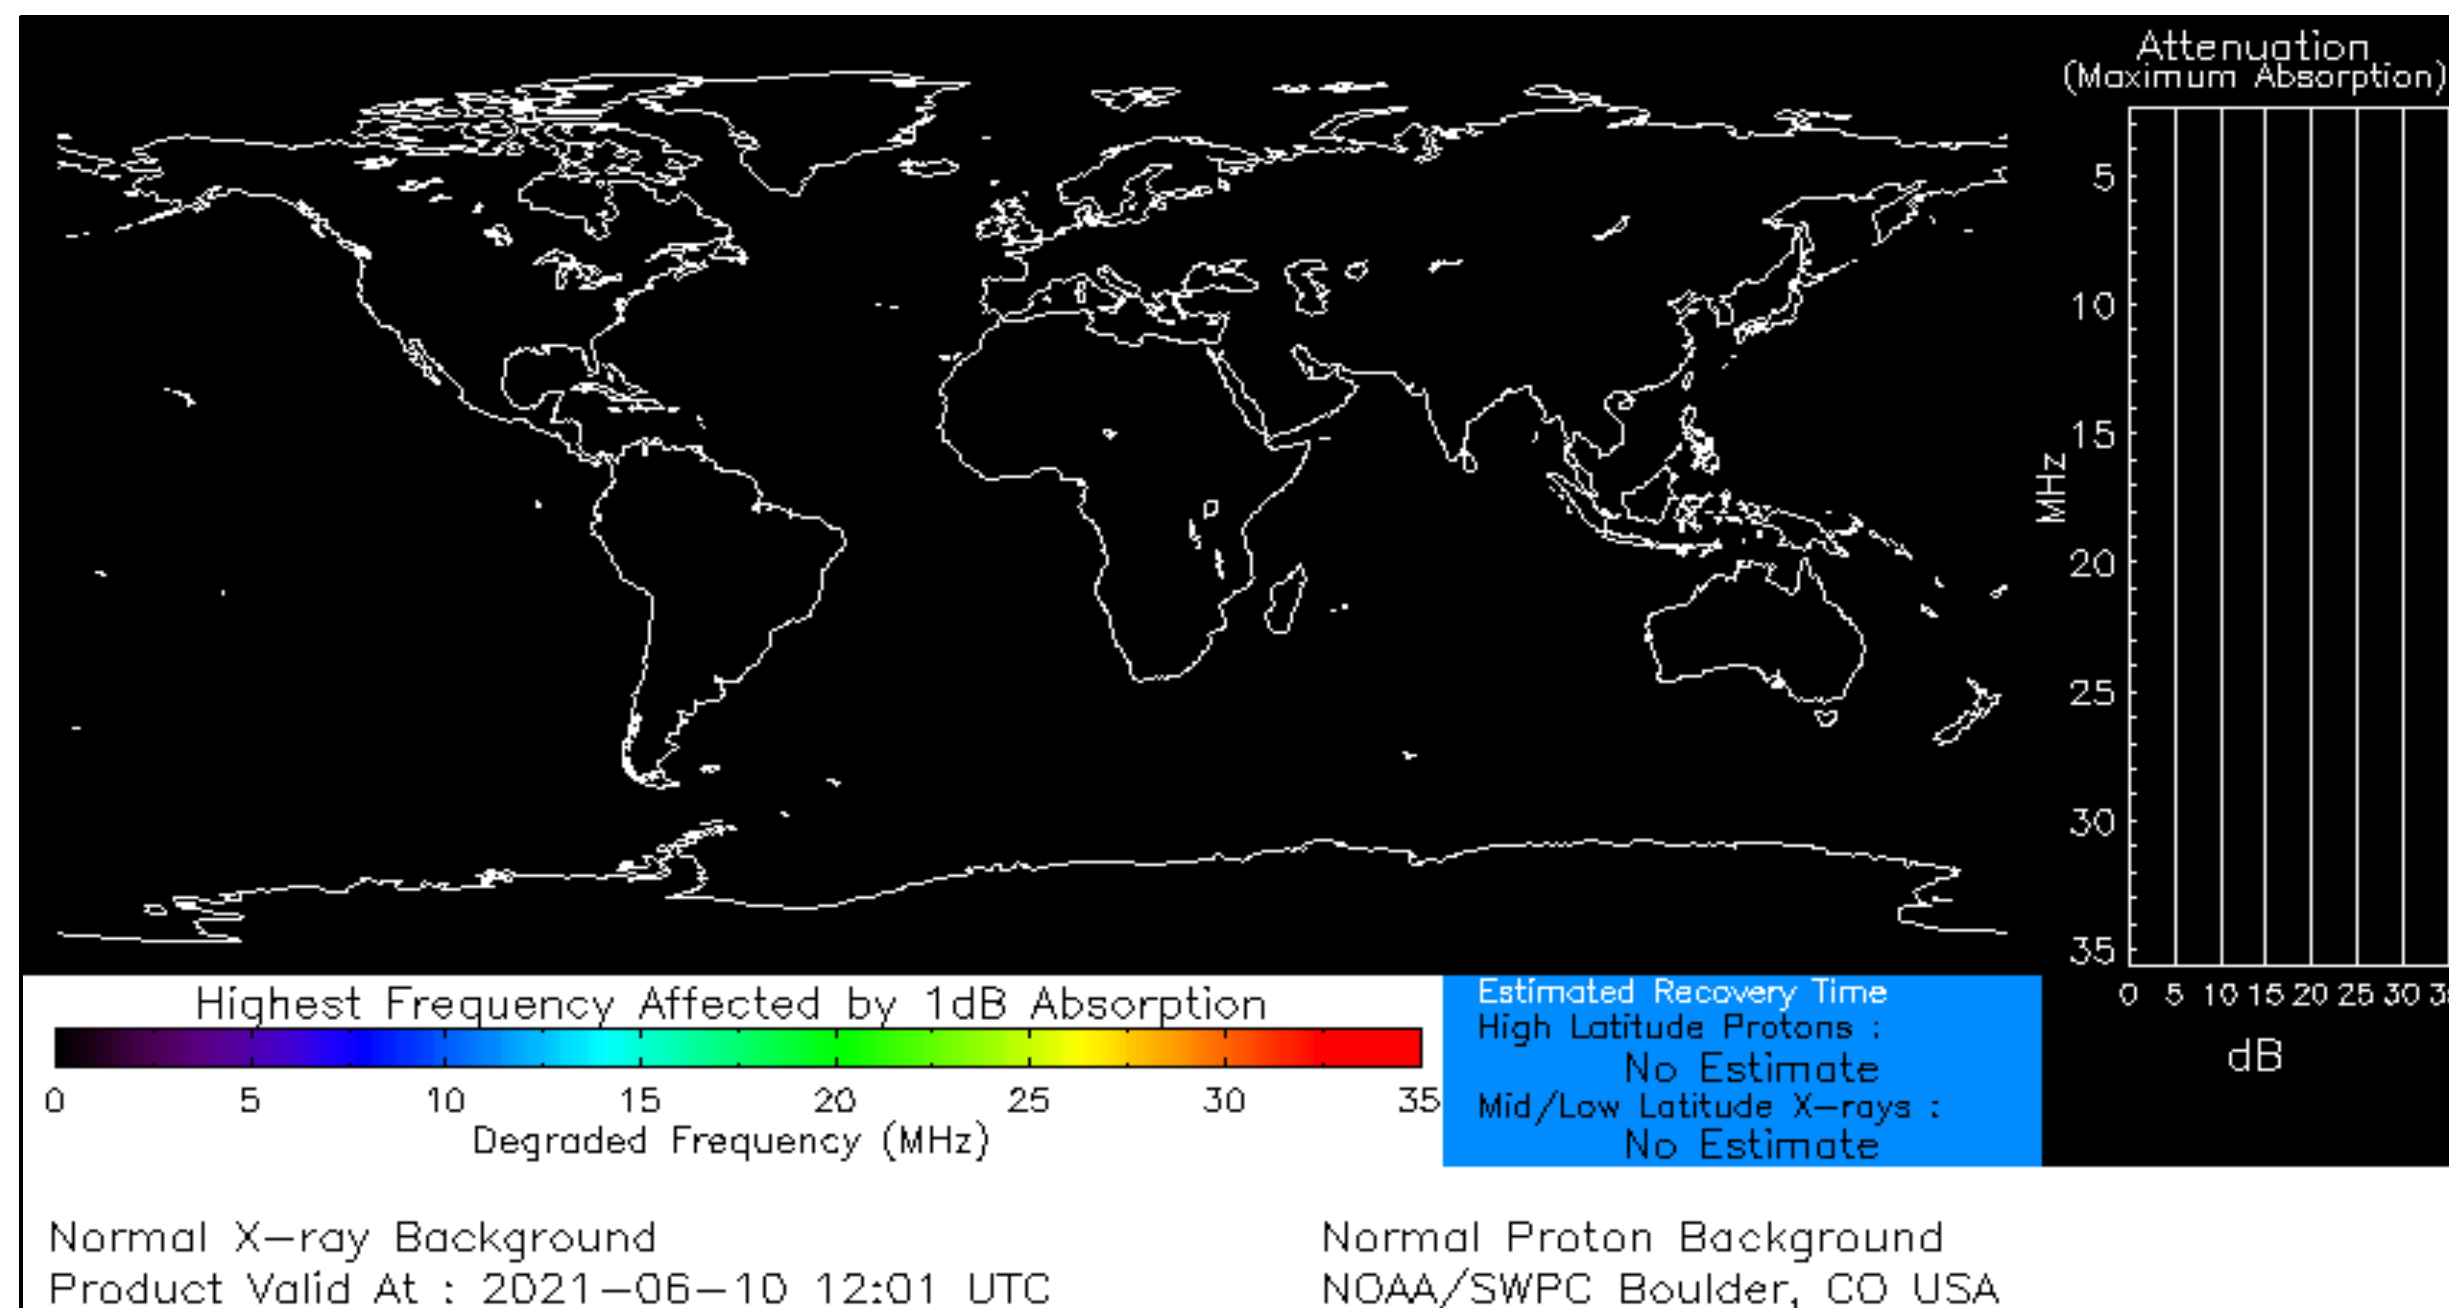 Attenuation
(Maximum Absorption)
5
10
15
20
25
30
35
MHz
0 5 10 15 20 25 30
dB
Highest Frequency Affected by 1dB Absorption
0 5 10 15 20 25 30 35
Degraded Frequency (MHz)
Estimated Recovery Time
High Latitude Protons :
No Estimate
Mid/Low Latitude X-rays :
No Estimate
Normal X-ray Background
Normal Proton Background
Product Valid At : 2021-06-10 12:01 UTC
NOAA/SWPC Boulder, CO USA